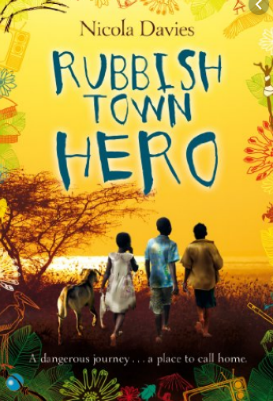 Nicola Davies
RUBBISH
TOWN
HERO
A dangerous journey . . . a place to call home.